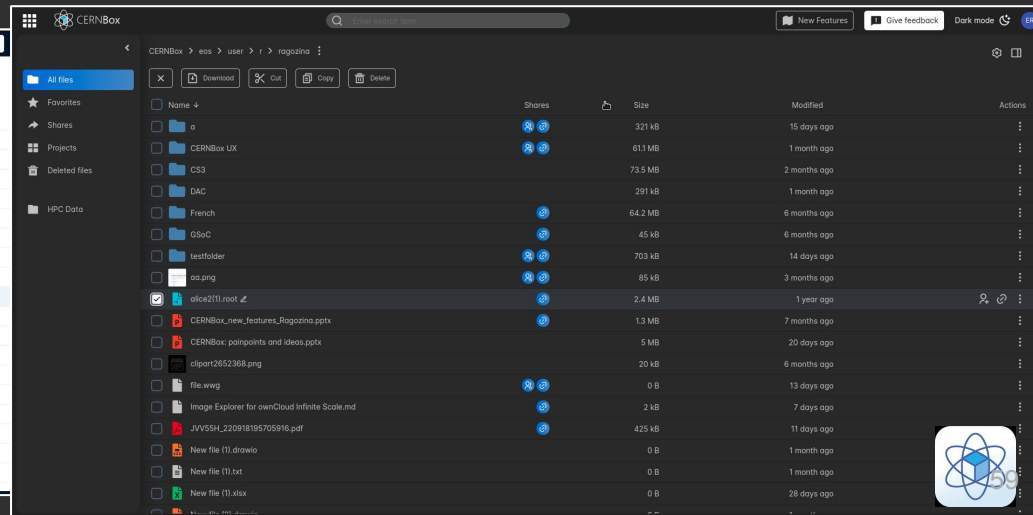 CERNBox
Enter search term
New Features
Give feedback
Dark mode
ER
CERNBox > eos > user > r > ragozina
All files
Favorites
Shares
Projects
Deleted files
HPC Data
Download
Cut
Copy
Delete
Name Shares Size Modified Actions
a 321 kB 15 days ago
CERNBox UX 61.1 MB 1 month ago
CS3 73.5 MB 2 months ago
DAC 291 kB 1 month ago
French 64.2 MB 6 months ago
GSoC 45 kB 6 months ago
testfolder 703 kB 14 days ago
aa.png 85 kB 3 months ago
alice2(1).root 2.4 MB 1 year ago
CERNBox_new_features_Ragozina.pptx 1.3 MB 7 months ago
CERNBox: painpoints and ideas.pptx 5 MB 20 days ago
clipart2652368.png 20 kB 6 months ago
file.wwg 0 B 13 days ago
Image Explorer for ownCloud Infinite Scale.md 2 kB 7 days ago
JVVS5H_220918195705916.pdf 425 kB 11 days ago
New file (1).drawio 0 B 1 month ago
New file (1).txt 0 B 1 month ago
New file (1).xlsx 0 B 28 days ago
59